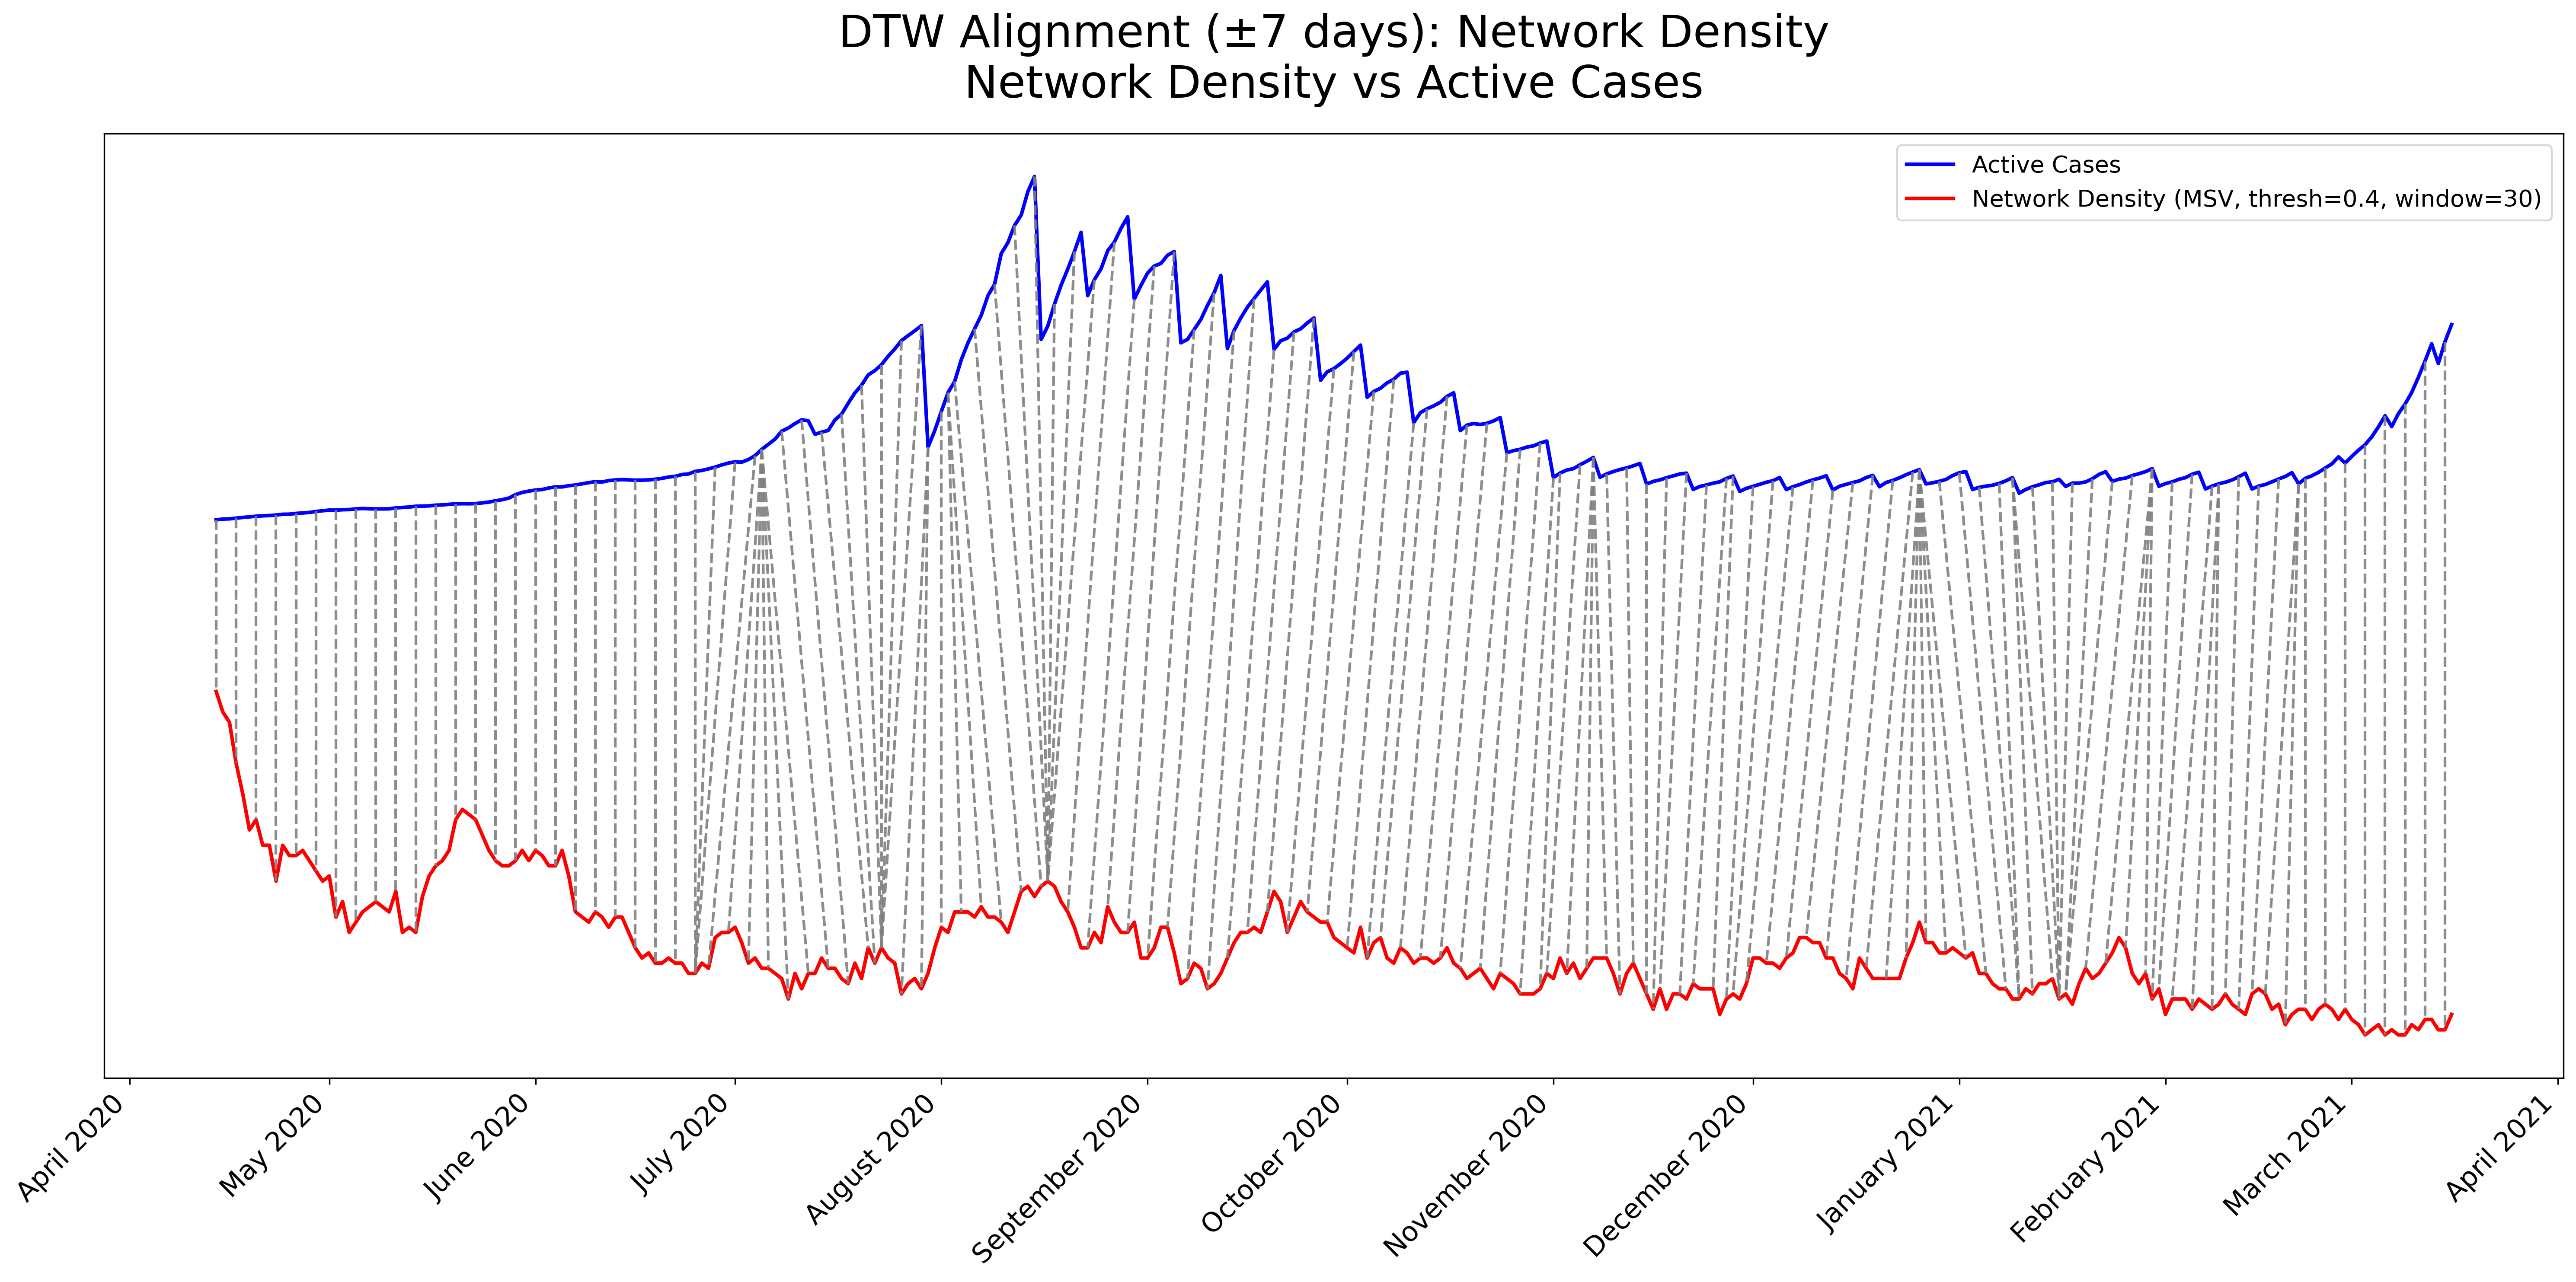 DTW Alignment (±7 days): Network Density
Network Density vs Active Cases
Active Cases
Network Density (MSV, thresh=0.4, window=30)
April 2020
May 2020
June 2020
July 2020
August 2020
September 2020
October 2020
November 2020
December 2020
January 2021
February 2021
March 2021
April 2021